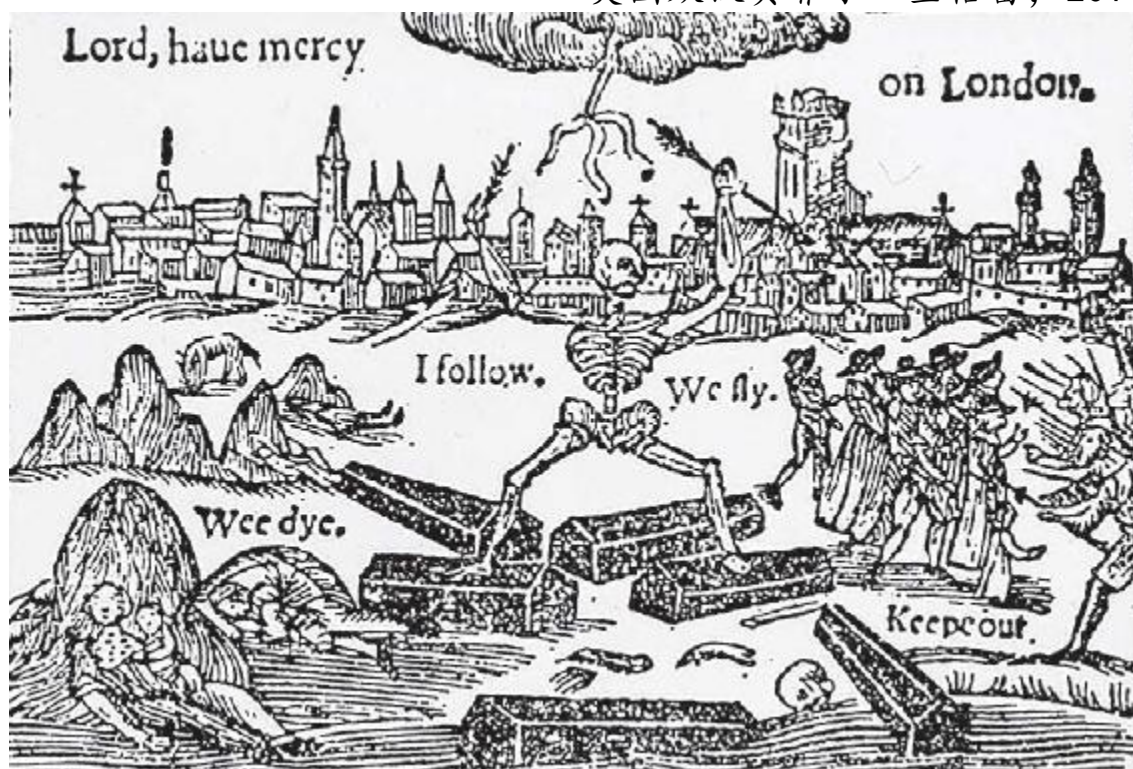 Lord, haue mercy
on London.
I follow.
We fly.
Wee dye.
Keepe out.